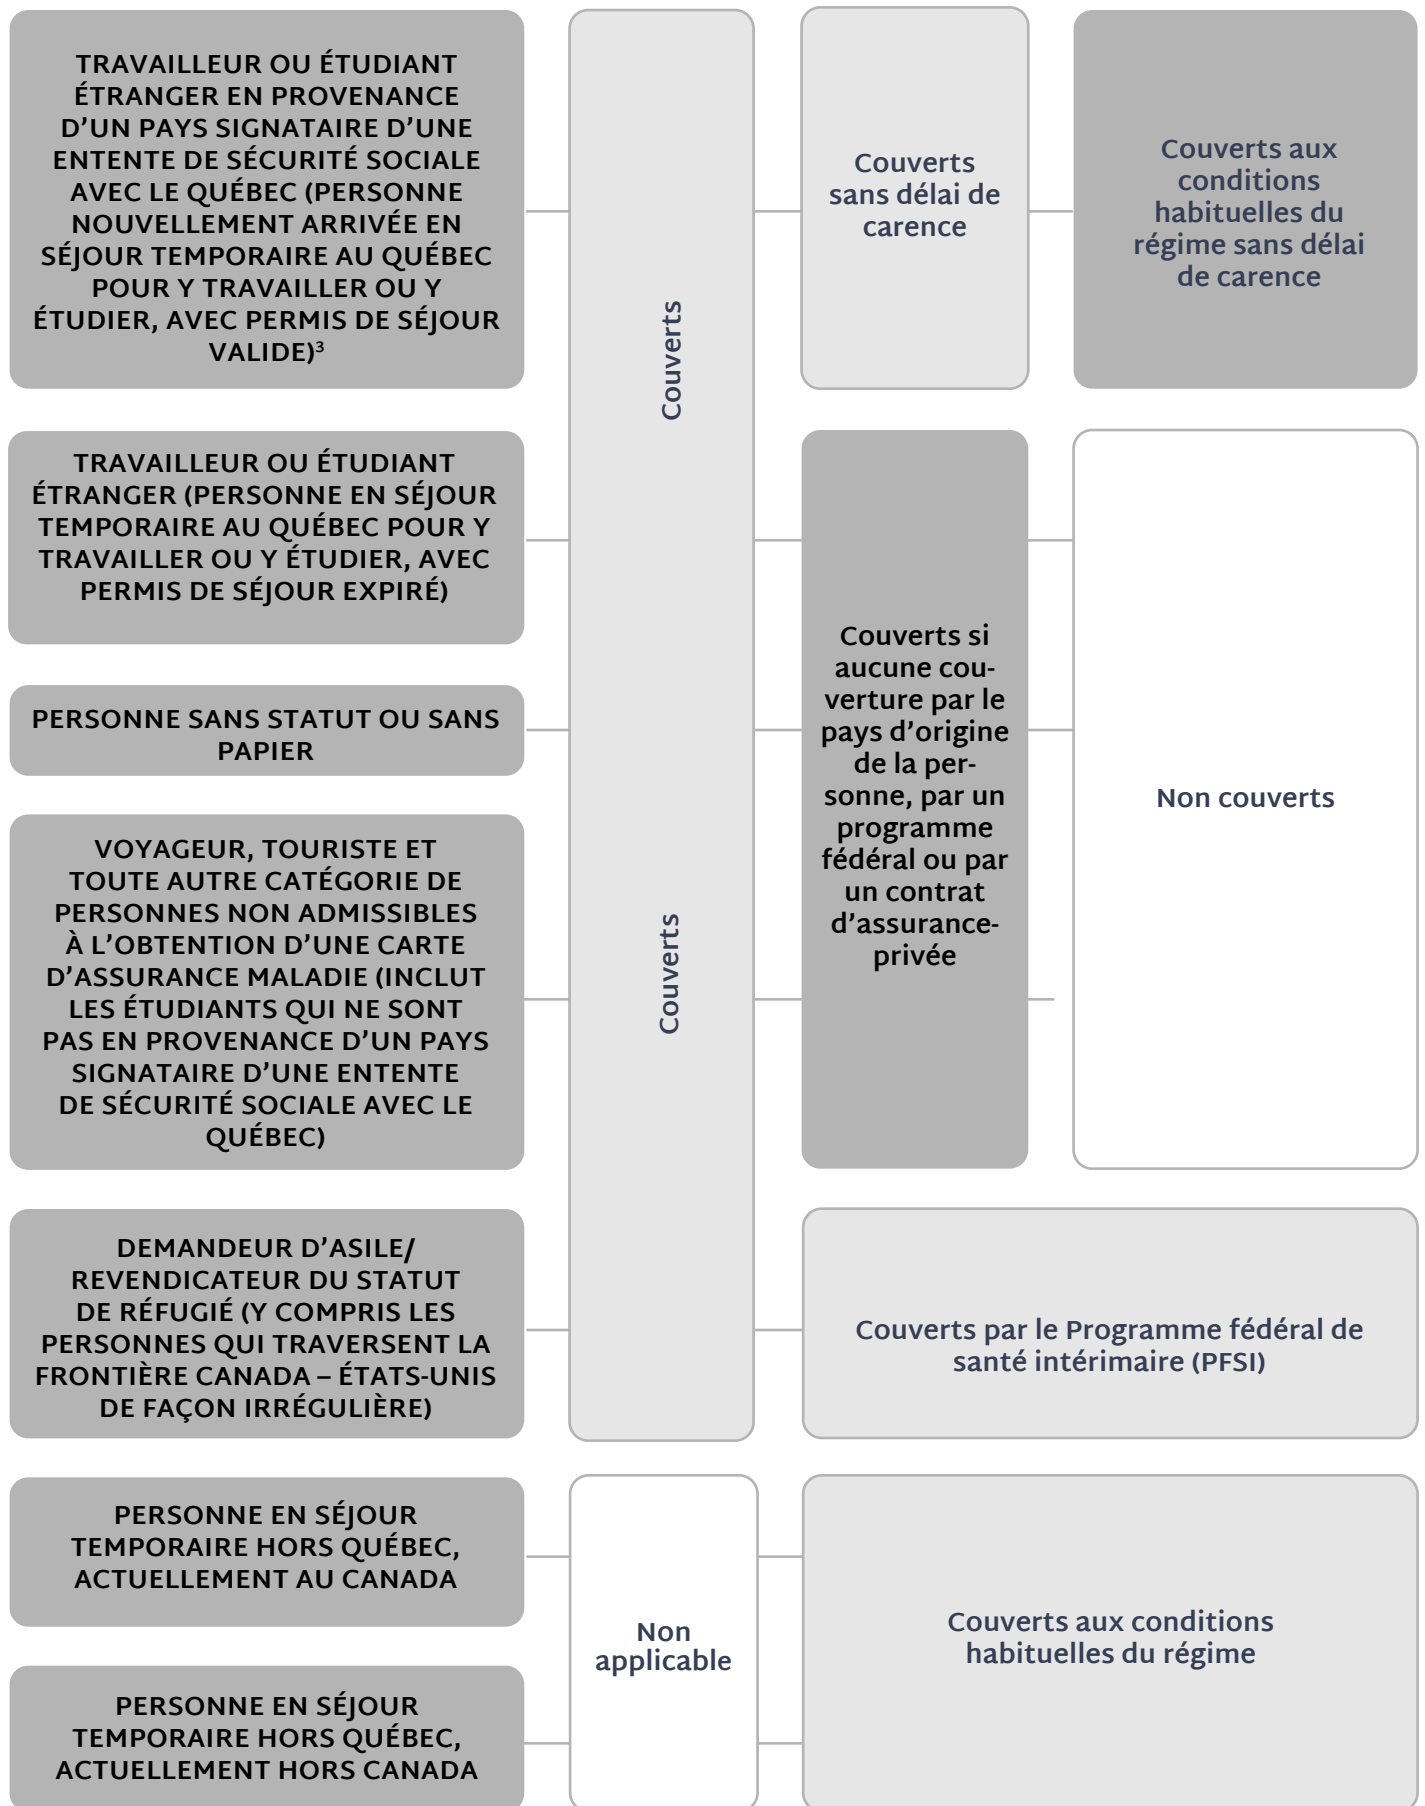 TRAVAILLEUR OU ÉTUDIANT
ÉTRANGER EN PROVENANCE
D’UN PAYS SIGNATAIRE D’UNE
ENTENTE DE SÉCURITÉ SOCIALE
AVEC LE QUÉBEC (PERSONNE
NOUVELLEMENT ARRIVÉE EN
SÉJOUR TEMPORAIRE AU QUÉBEC
POUR Y TRAVAILLER OU Y
ÉTUDIER, AVEC PERMIS DE SÉJOUR
VALIDE)³
Couverts
Couverts
sans délai de
carence
Couverts aux
conditions
habituelles du
régime sans délai
de carence
TRAVAILLEUR OU ÉTUDIANT
ÉTRANGER (PERSONNE EN SÉJOUR
TEMPORAIRE AU QUÉBEC POUR Y
TRAVAILLER OU Y ÉTUDIER, AVEC
PERMIS DE SÉJOUR EXPIRÉ)
PERSONNE SANS STATUT OU SANS
PAPIER
VOYAGEUR, TOURISTE ET
TOUTE AUTRE CATÉGORIE DE
PERSONNES NON ADMISSIBLES
À L’OBTENTION D’UNE CARTE
D’ASSURANCE MALADIE (INCLUT
LES ÉTUDIANTS QUI NE SONT
PAS EN PROVENANCE D’UN PAYS
SIGNATAIRE D’UNE ENTENTE
DE SÉCURITÉ SOCIALE AVEC LE
QUÉBEC)
Couverts
Couverts si
aucune cou-
verture par le
pays d’origine
de la per-
sonne, par un
programme
fédéral ou par
un contrat
d’assurance-
privée
Non couverts
DEMANDEUR D’ASILE/
REVENDICATEUR DU STATUT
DE RÉFUGIÉ (Y COMPRIS LES
PERSONNES QUI TRAVERSENT LA
FRONTIÈRE CANADA – ÉTATS-UNIS
DE FAÇON IRRÉGULIÈRE)
Couverts par le Programme fédéral de
santé intérimaire (PFSI)
PERSONNE EN SÉJOUR
TEMPORAIRE HORS QUÉBEC,
ACTUELLEMENT AU CANADA
PERSONNE EN SÉJOUR
TEMPORAIRE HORS QUÉBEC,
ACTUELLEMENT HORS CANADA
Non
applicable
Couverts aux conditions
habituelles du régime